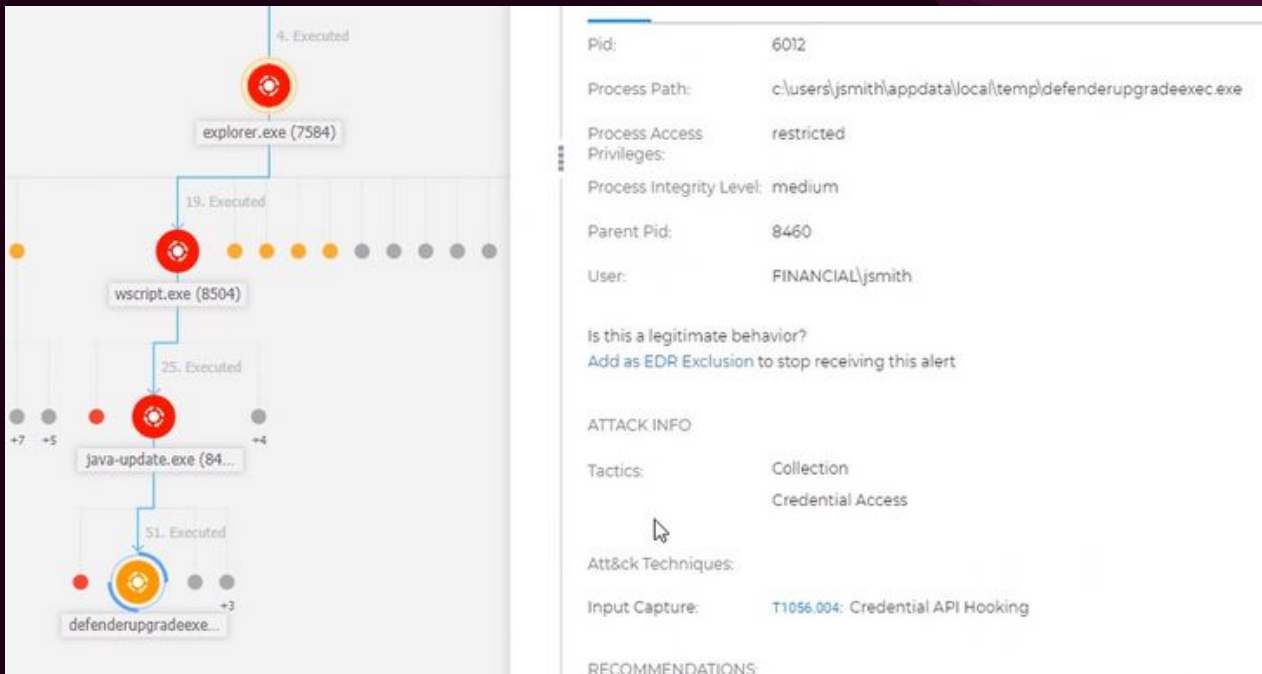 4. Executed
explorer.exe (7584)
19. Executed
wscript.exe (8504)
25. Executed
+7
+5
+4
java-update.exe (84...
51. Executed
+3
defenderupgradeexe...
Pid: 6012
Process Path: c:\users\jsmith\appdata\local\temp\defenderupgradeexec.exe
Process Access restricted
Privileges:
Process Integrity Level: medium
Parent Pid: 8460
User: FINANCIAL\jsmith
Is this a legitimate behavior?
Add as EDR Exclusion to stop receiving this alert
ATTACK INFO
Tactics: Collection
Credential Access
Att&ck Techniques:
Input Capture: T1056.004: Credential API Hooking
RECOMMENDATIONS: